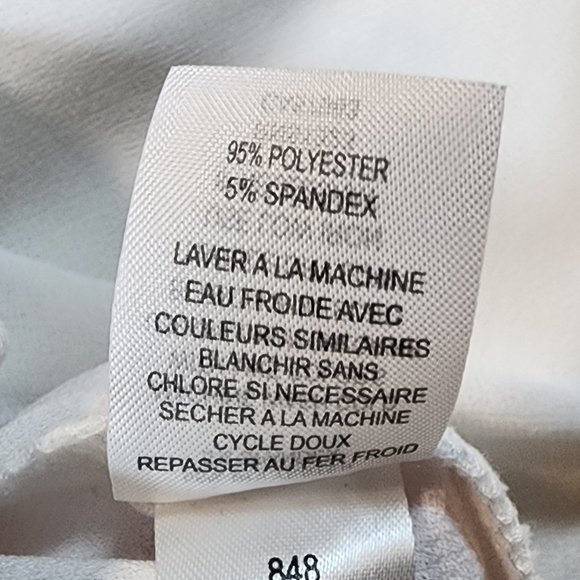 95% POLYESTER
5% SPANDEX
LAVER A LA MACHINE
EAU FROIDE AVEC
COULEURS SIMILAIRES
BLANCHIR SANS
CHLORE SI NECESSAIRE
SECHER A LA MACHINE
CYCLE DOUX
REPASSER AU FER FROID
848